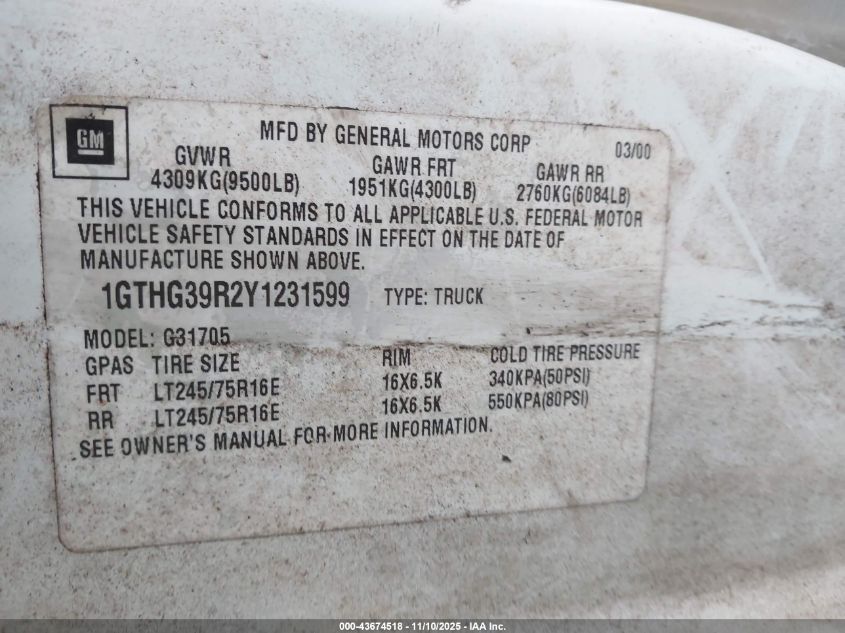 GM
MFD BY GENERAL MOTORS CORP 03/00
GVWR GAWR FRT GAWR RR
4309KG(9500LB) 1951KG(4300LB) 2760KG(6084LB)
THIS VEHICLE CONFORMS TO ALL APPLICABLE U.S. FEDERAL MOTOR
VEHICLE SAFETY STANDARDS IN EFFECT ON THE DATE OF
MANUFACTURE SHOWN ABOVE.
1GTHG39R2Y1231599 TYPE: TRUCK
MODEL: G31705
GPAS TIRE SIZE RIM COLD TIRE PRESSURE
FRT LT245/75R16E 16X6.5K 340KPA(50PSI)
RR LT245/75R16E 16X6.5K 550KPA(80PSI)
SEE OWNER'S MANUAL FOR MORE INFORMATION.
000-43674518 - 11/10/2025 - IAA Inc.